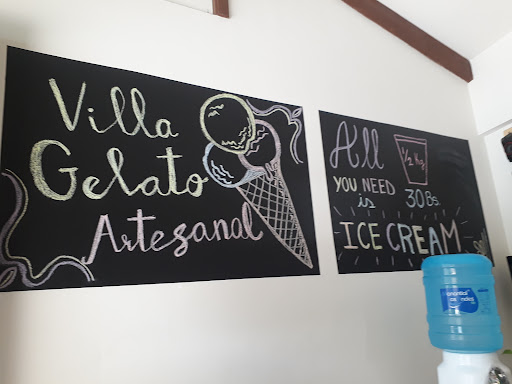 Villa
Gelato
Artesanal
All
1/2 Kg
YOU NEED
is
30Bs.
ICE CREAM